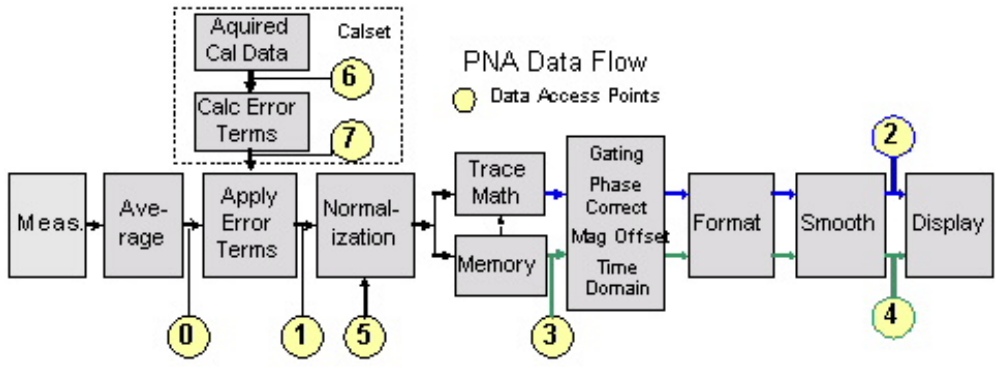 Aquired
Cal Data
Calset
6
Calc Error
Terms
7
PNA Data Flow
Data Access Points
Meas.
Ave-
rage
Apply
Error
Terms
Normal-
ization
Trace
Math
Memory
Gating
Phase
Correct
Mag Offset
Time
Domain
Format
Smooth
Display
2
0
1
5
3
4